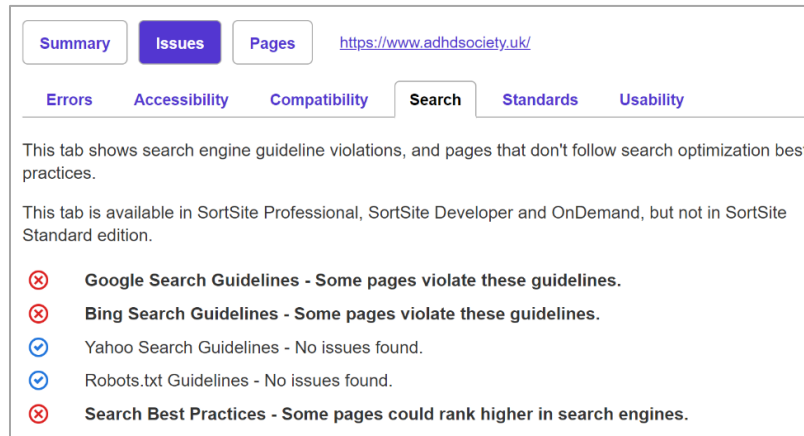 Summary Issues Pages https://www.adhdsociety.uk/
Errors Accessibility Compatibility Search Standards Usability
This tab shows search engine guideline violations, and pages that don't follow search optimization best
practices.
This tab is available in SortSite Professional, SortSite Developer and OnDemand, but not in SortSite
Standard edition.
Google Search Guidelines - Some pages violate these guidelines.
Bing Search Guidelines - Some pages violate these guidelines.
Yahoo Search Guidelines - No issues found.
Robots.txt Guidelines - No issues found.
Search Best Practices - Some pages could rank higher in search engines.